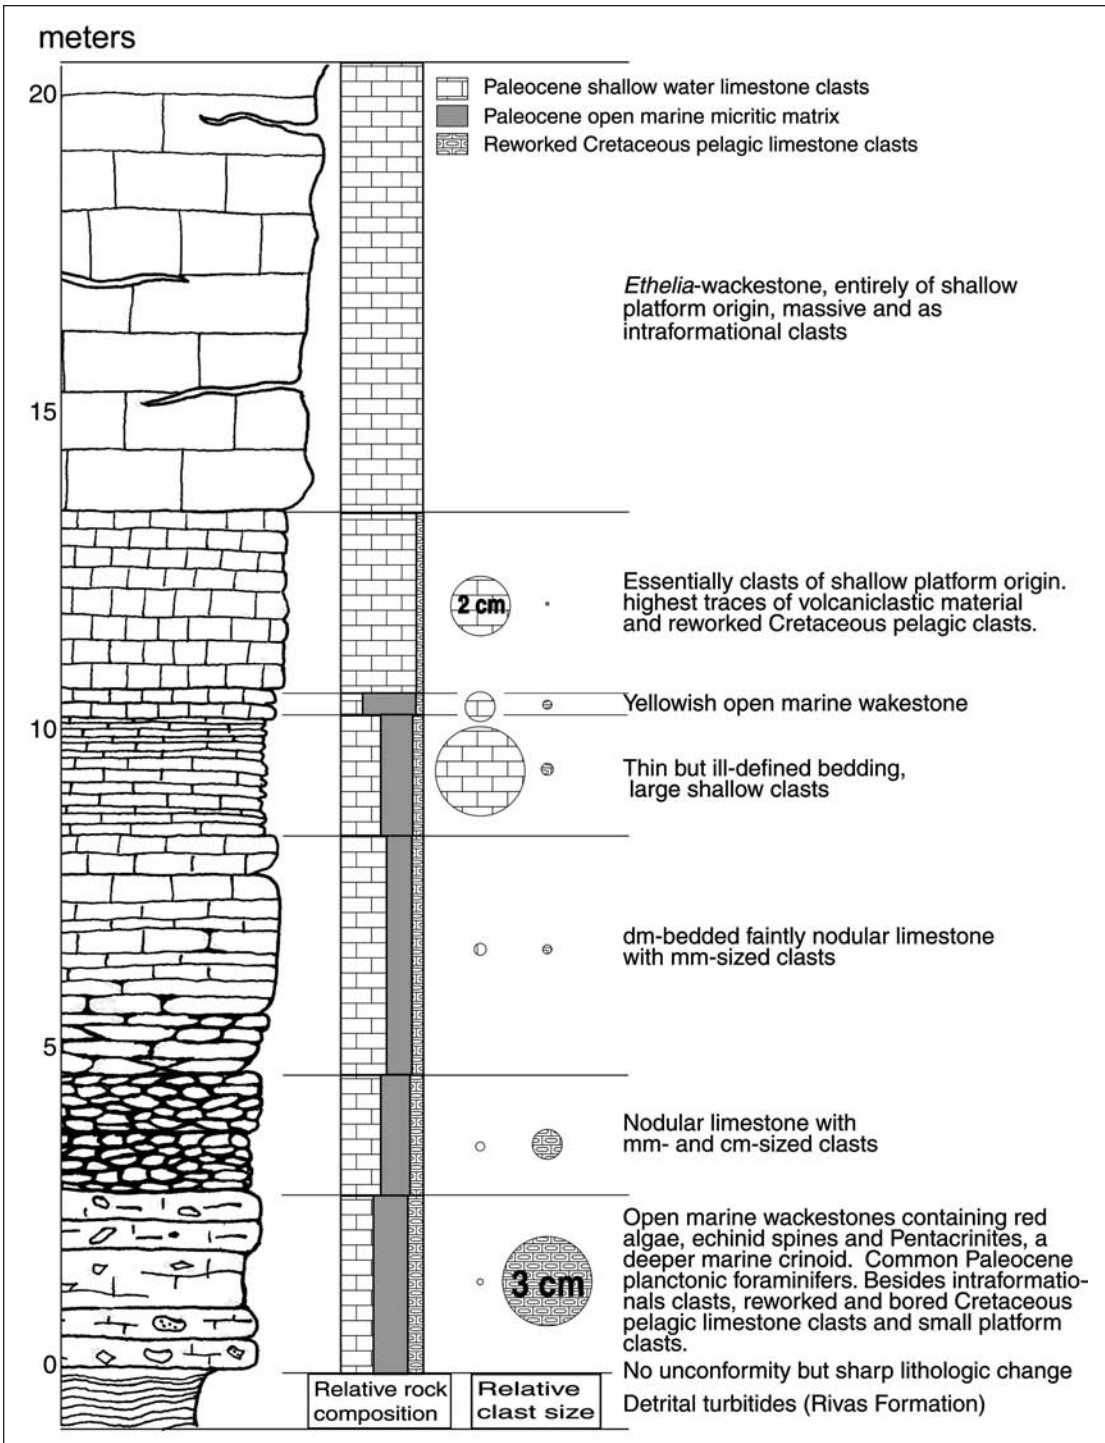 meters
20
15
10
5
0
Paleocene shallow water limestone clasts
Paleocene open marine micritic matrix
Reworked Cretaceous pelagic limestone clasts
Ethelia-wackestone, entirely of shallow
platform origin, massive and as
intraformational clasts
2 cm
Essentially clasts of shallow platform origin.
highest traces of volcaniclastic material
and reworked Cretaceous pelagic clasts.
Yellowish open marine wakestone
Thin but ill-defined bedding,
large shallow clasts
dm-bedded faintly nodular limestone
with mm-sized clasts
Nodular limestone with
mm- and cm-sized clasts
3 cm
Open marine wackestones containing red
algae, echinid spines and Pentacrinites, a
deeper marine crinoid. Common Paleocene
planctonic foraminifers. Besides intraformatio-
nals clasts, reworked and bored Cretaceous
pelagic limestone clasts and small platform
clasts.
No unconformity but sharp lithologic change
Relative rock
composition
Relative
clast size
Detrital turbitides (Rivas Formation)